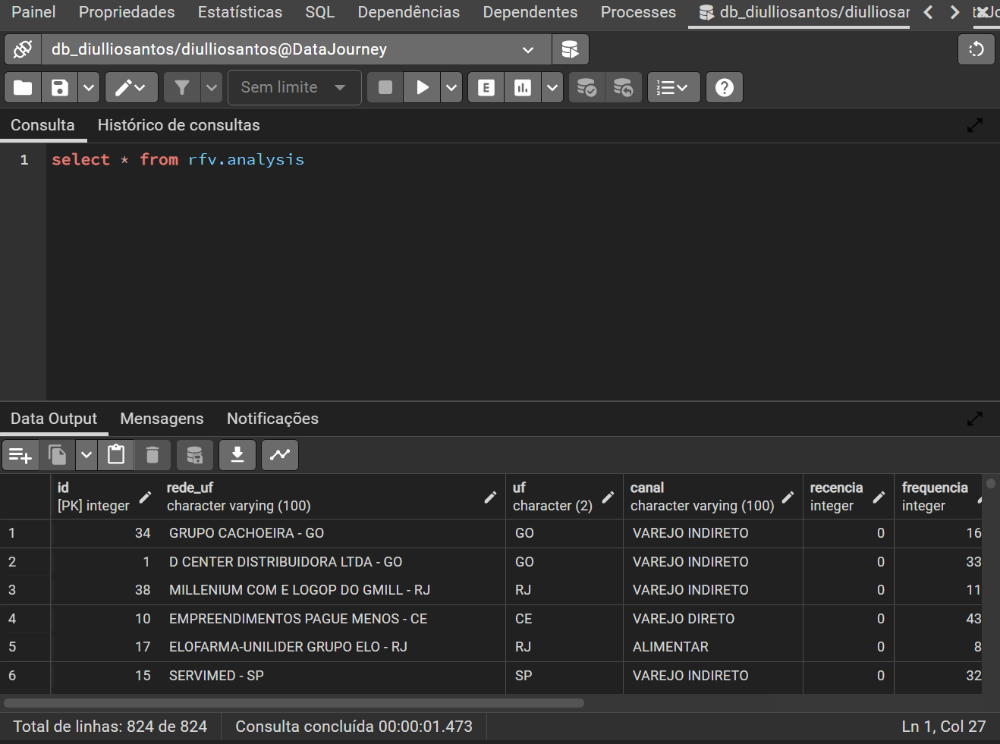 Painel Propriedades Estatísticas SQL Dependências Dependentes Processes db_diulliosantos/diulliosar
db_diulliosantos/diulliosantos@DataJourney
Sem limite E
Consulta Histórico de consultas
1 select * from rfv.analysis
Data Output Mensagens Notificações
id rede_uf uf canal recencia frequencia
[PK] integer character varying (100) character (2) character varying (100) integer integer
1 34 GRUPO CACHOEIRA - GO GO VAREJO INDIRETO 0 16
2 1 D CENTER DISTRIBUIDORA LTDA - GO GO VAREJO INDIRETO 0 33
3 38 MILLENIUM COM E LOGOP DO GMILL - RJ RJ VAREJO INDIRETO 0 11
4 10 EMPREENDIMENTOS PAGUE MENOS - CE CE VAREJO DIRETO 0 43
5 17 ELOFARMA-UNILIDER GRUPO ELO - RJ RJ ALIMENTAR 0 8
6 15 SERVIMED - SP SP VAREJO INDIRETO 0 32
Total de linhas: 824 de 824 Consulta concluída 00:00:01.473 Ln 1, Col 27